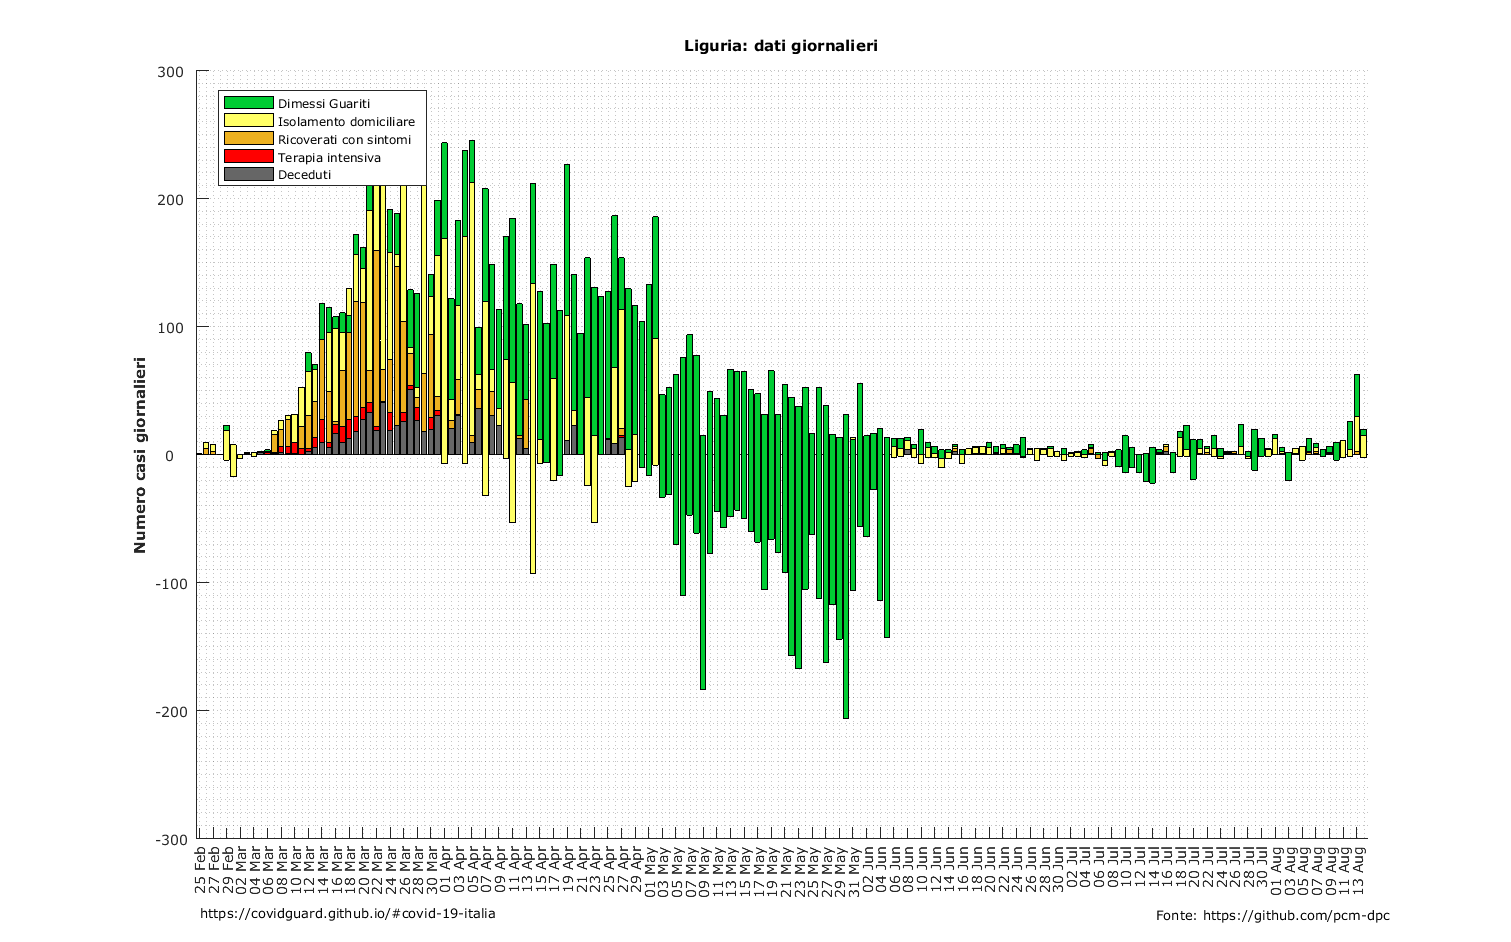 Liguria: dati giornalieri
300
200
100
0
-100
-200
-300
Numero casi giornalieri
Dimessi Guariti
Isolamento domiciliare
Ricoverati con sintomi
Terapia intensiva
Deceduti
25 Feb
27 Feb
29 Feb
02 Mar
04 Mar
06 Mar
08 Mar
10 Mar
12 Mar
14 Mar
16 Mar
18 Mar
20 Mar
22 Mar
24 Mar
26 Mar
28 Mar
30 Mar
01 Apr
03 Apr
05 Apr
07 Apr
09 Apr
11 Apr
13 Apr
15 Apr
17 Apr
19 Apr
21 Apr
23 Apr
25 Apr
27 Apr
29 Apr
01 May
03 May
05 May
07 May
09 May
11 May
13 May
15 May
17 May
19 May
21 May
23 May
25 May
27 May
29 May
31 May
02 Jun
04 Jun
06 Jun
08 Jun
10 Jun
12 Jun
14 Jun
16 Jun
18 Jun
20 Jun
22 Jun
24 Jun
26 Jun
28 Jun
30 Jun
02 Jul
04 Jul
06 Jul
08 Jul
10 Jul
12 Jul
14 Jul
16 Jul
18 Jul
20 Jul
22 Jul
24 Jul
26 Jul
28 Jul
30 Jul
01 Aug
03 Aug
05 Aug
07 Aug
09 Aug
11 Aug
13 Aug
https://covidguard.github.io/#covid-19-italia
Fonte: https://github.com/pcm-dpc